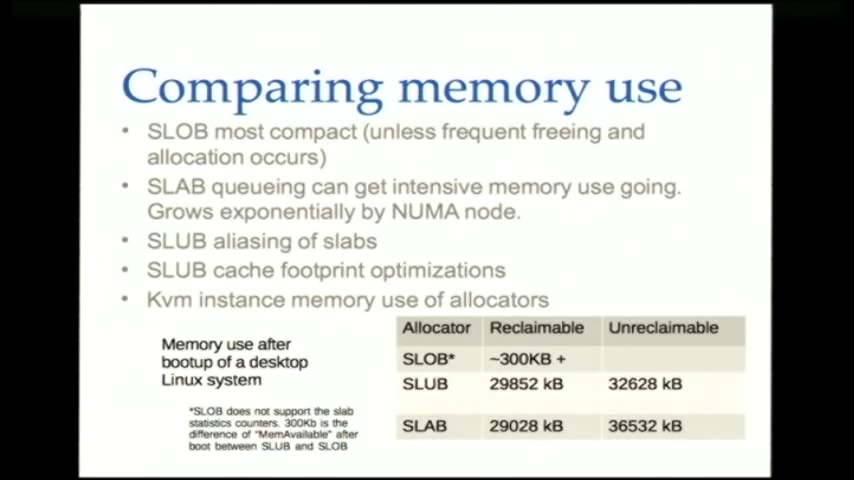 Comparing memory use
• SLOB most compact (unless frequent freeing and
allocation occurs)
• SLAB queueing can get intensive memory use going.
Grows exponentially by NUMA node.
• SLUB aliasing of slabs
• SLUB cache footprint optimizations
• Kvm instance memory use of allocators
Memory use after
bootup of a desktop
Linux system
*SLOB does not support the slab
statistics counters. 300Kb is the
difference of "MemAvailable" after
boot between SLUB and SLOB
Allocator Reclaimable Unreclaimable
SLOB* ~300KB +
SLUB 29852 kB 32628 kB
SLAB 29028 kB 36532 kB